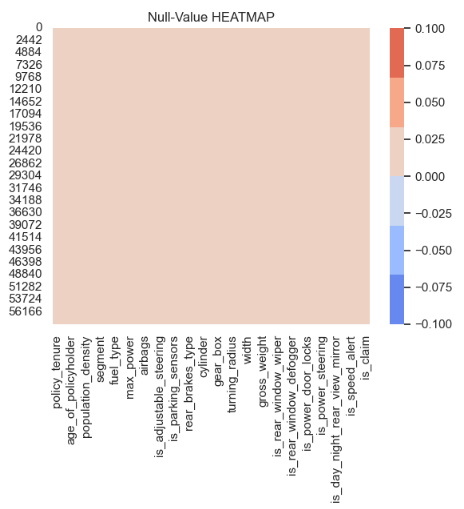 Null-Value HEATMAP
0
2442
4884
7326
9768
12210
14652
17094
19536
21978
24420
26862
29304
31746
34188
36630
39072
41514
43956
46398
48840
51282
53724
56166
0.100
0.075
0.050
0.025
0.000
-0.025
-0.050
-0.075
-0.100
policy_tenure
age_of_policyholder
population_density
segment
fuel_type
max_power
airbags
is_adjustable_steering
is_parking_sensors
rear_brakes_type
cylinder
gear_box
turning_radius
width
gross_weight
is_rear_window_wiper
is_rear_window_defogger
is_power_door_locks
is_power_steering
is_day_night_rear_view_mirror
is_speed_alert
is_claim